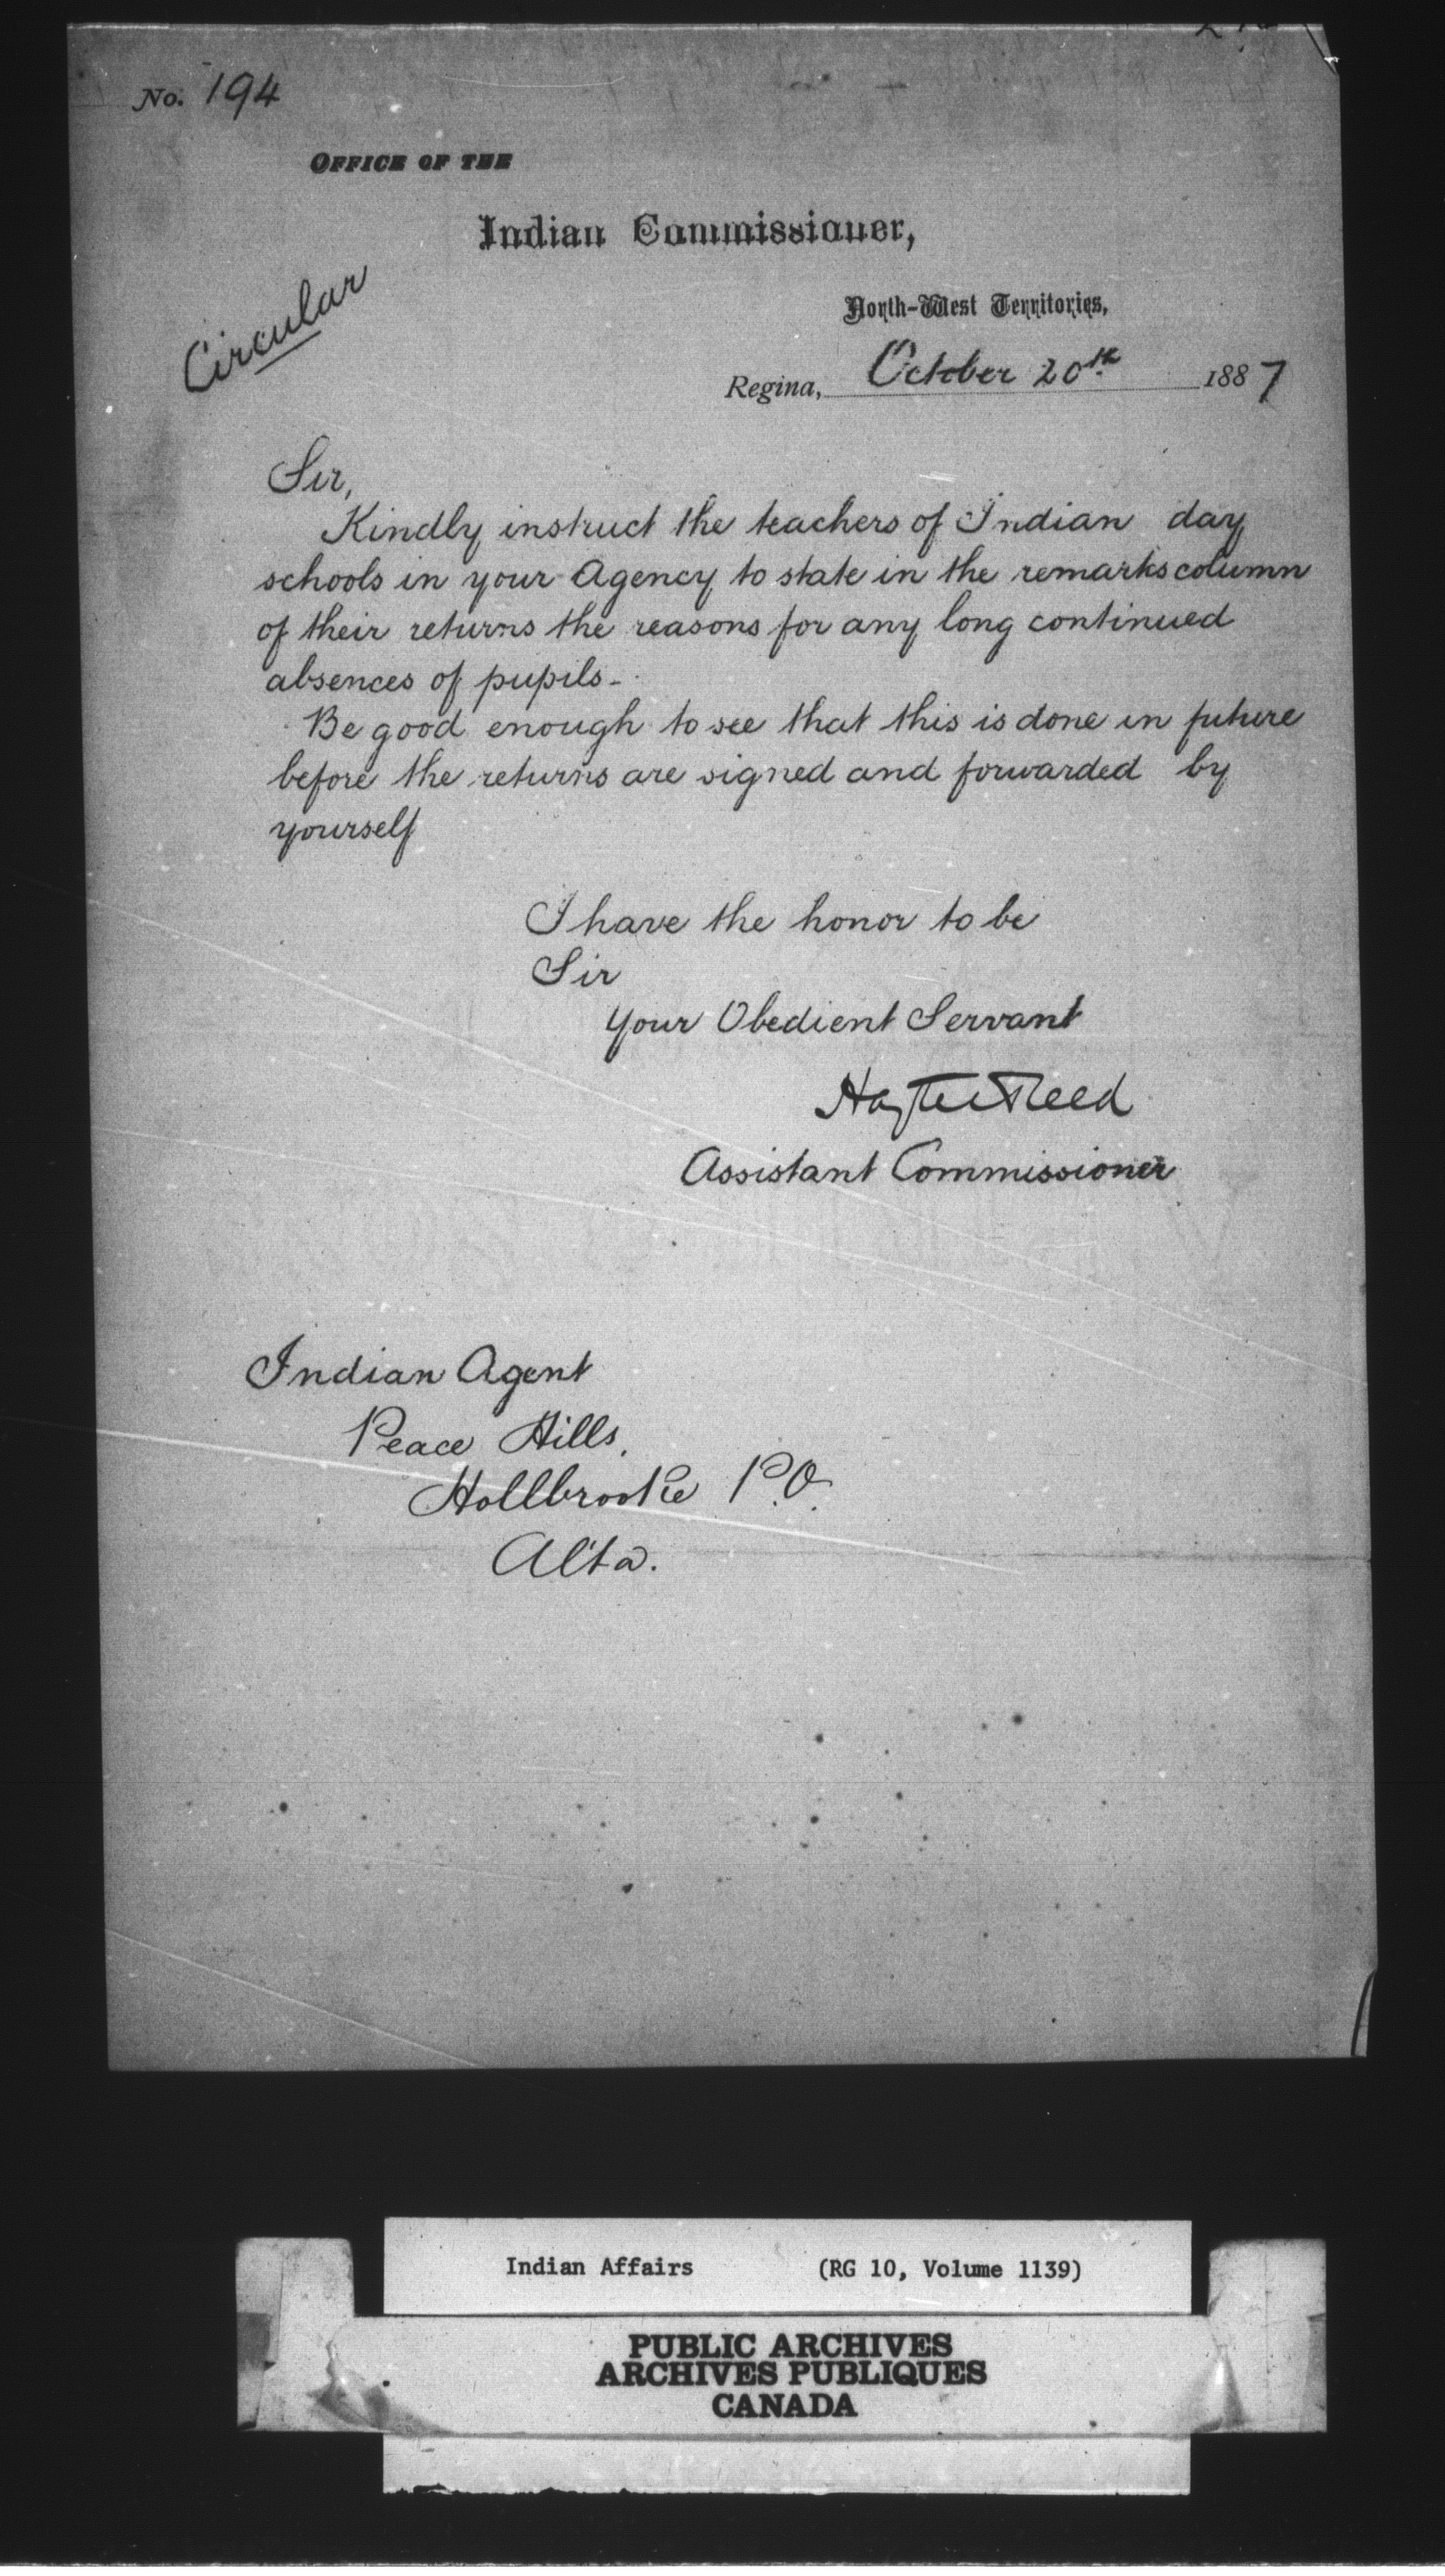 No. 194
OFFICE OF THE
Indian Commissioner,
Circular
North-West Territories,
Regina, October 20th 1887
Sir,
Kindly instruct the teachers of Indian day
schools in your Agency to state in the remarks column
of their returns the reasons for any long continued
absences of pupils.
Be good enough to see that this is done in future
before the returns are signed and forwarded by
yourself
I have the honor to be
Sir
Your Obedient Servant
Hayter Reed
Assistant Commissioner
Indian Agent
Peace Hills,
Hollbrooke P.O.
Alta.
Indian Affairs (RG 10, Volume 1139)
PUBLIC ARCHIVES
ARCHIVES PUBLIQUES
CANADA